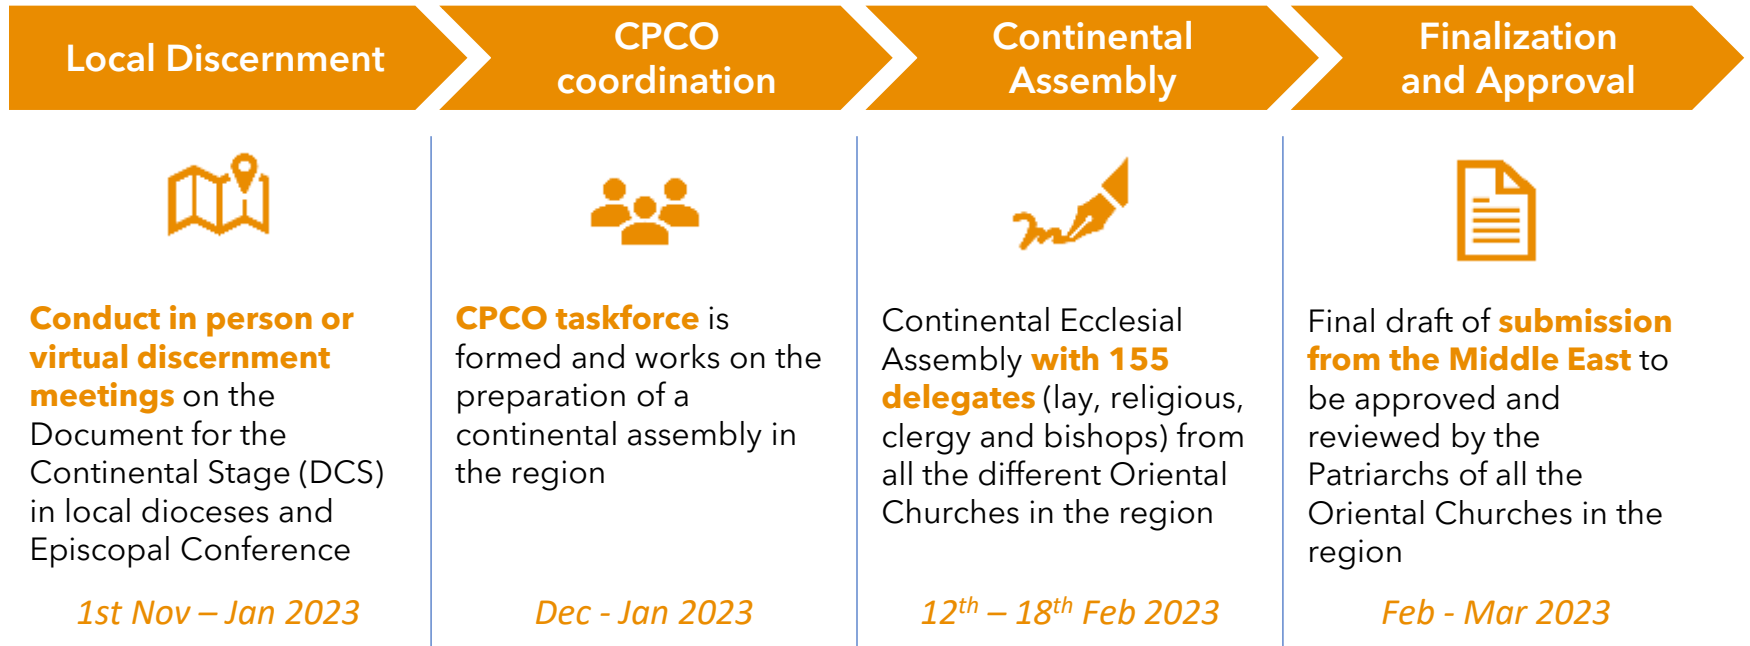 Local Discernment
CPCO
coordination
Continental
Assembly
Finalization
and Approval
Conduct in person or
virtual discernment
meetings on the
Document for the
Continental Stage (DCS)
in local dioceses and
Episcopal Conference
1st Nov – Jan 2023
CPCO taskforce is
formed and works on the
preparation of a
continental assembly in
the region
Dec - Jan 2023
Continental Ecclesial
Assembly with 155
delegates (lay, religious,
clergy and bishops) from
all the different Oriental
Churches in the region
12th – 18th Feb 2023
Final draft of submission
from the Middle East to
be approved and
reviewed by the
Patriarchs of all the
Oriental Churches in the
region
Feb - Mar 2023